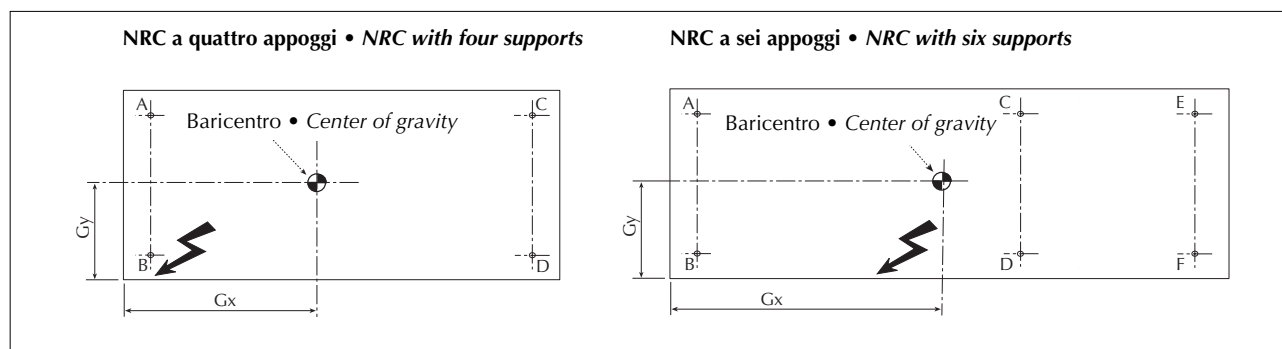 NRC a quattro appoggi • NRC with four supports
A
C
Baricentro • Center of gravity
Gy
B
D
Gx
NRC a sei appoggi • NRC with six supports
A
C
E
Baricentro • Center of gravity
Gy
B
D
F
Gx